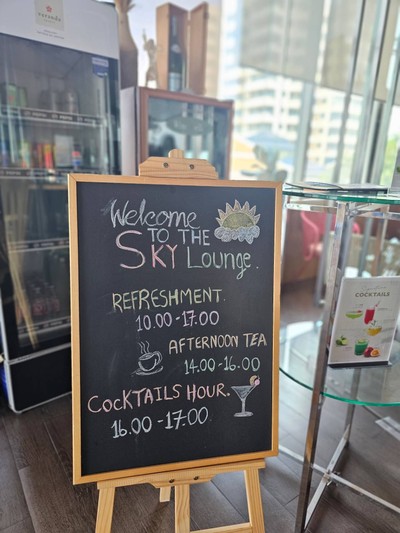 Welcome
TO THE
SKY Lounge.
REFRESHMENT.
10.00-17:00
AFTERNOON TEA
14.00-16.00
COCKTAILS HOUR.
16.00-17:00.
COCKTAILS